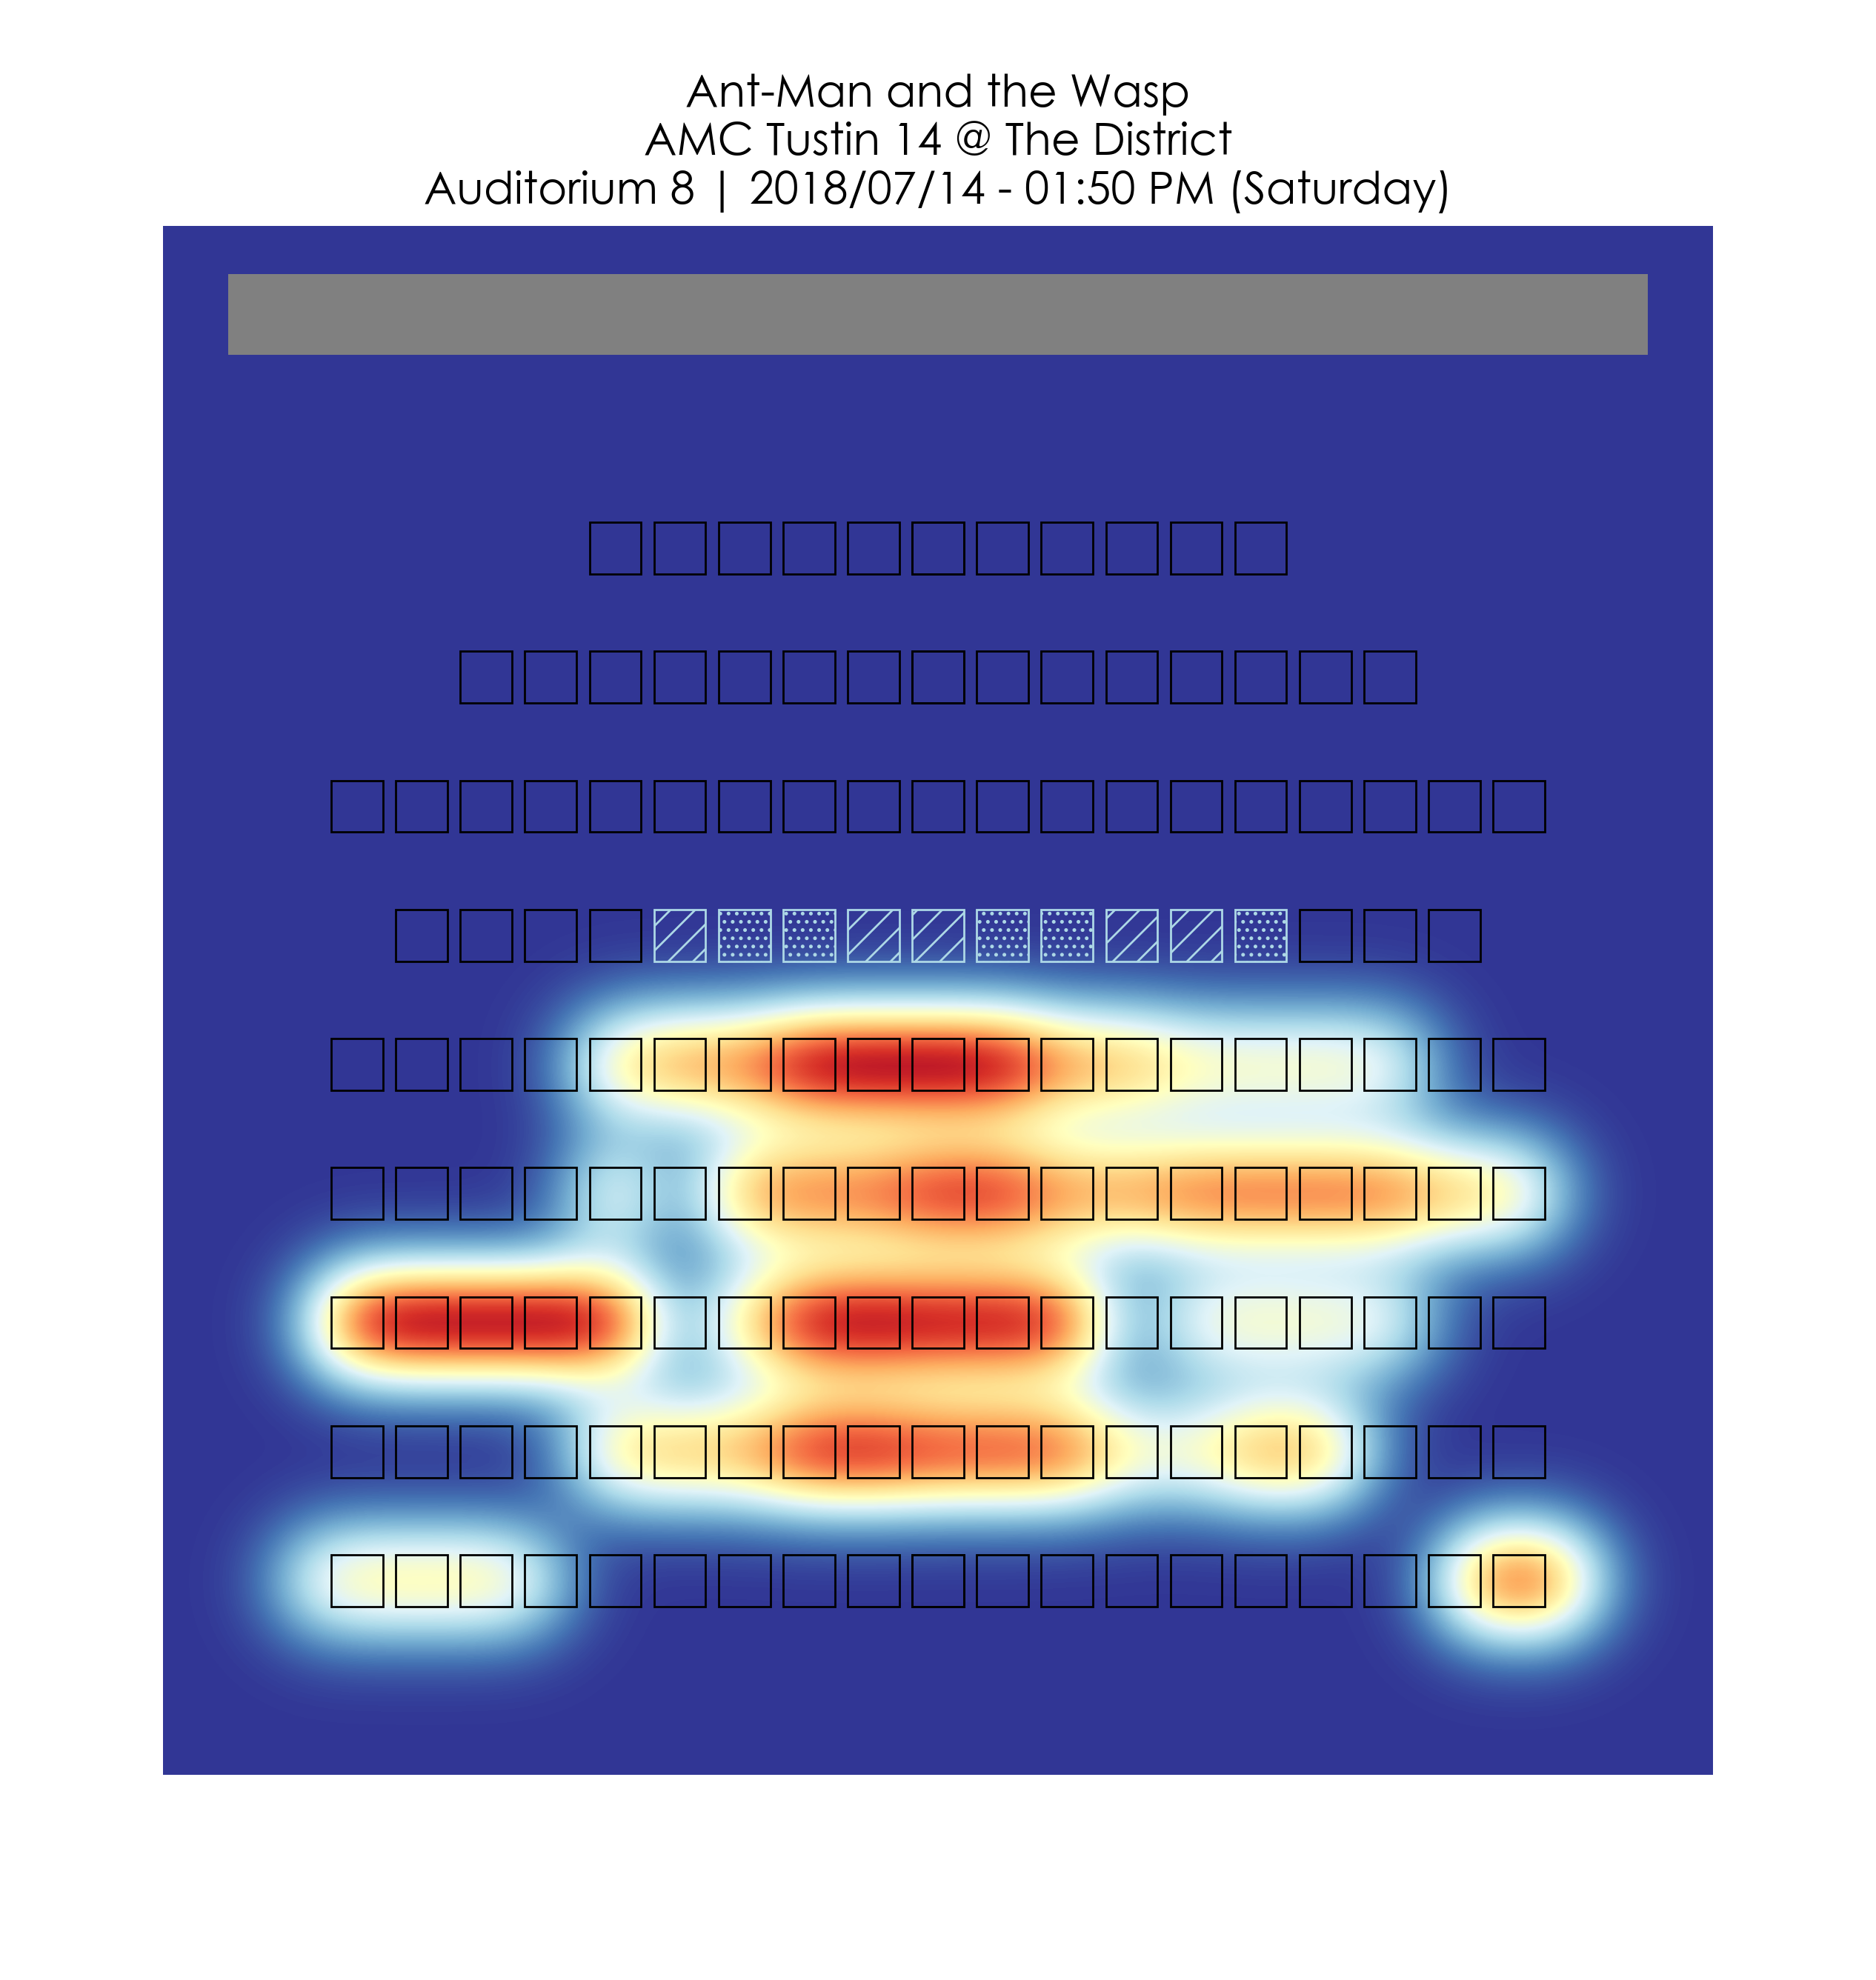 Ant-Man and the Wasp
AMC Tustin 14 @ The District
Auditorium 8 | 2018/07/14 - 01:50 PM (Saturday)